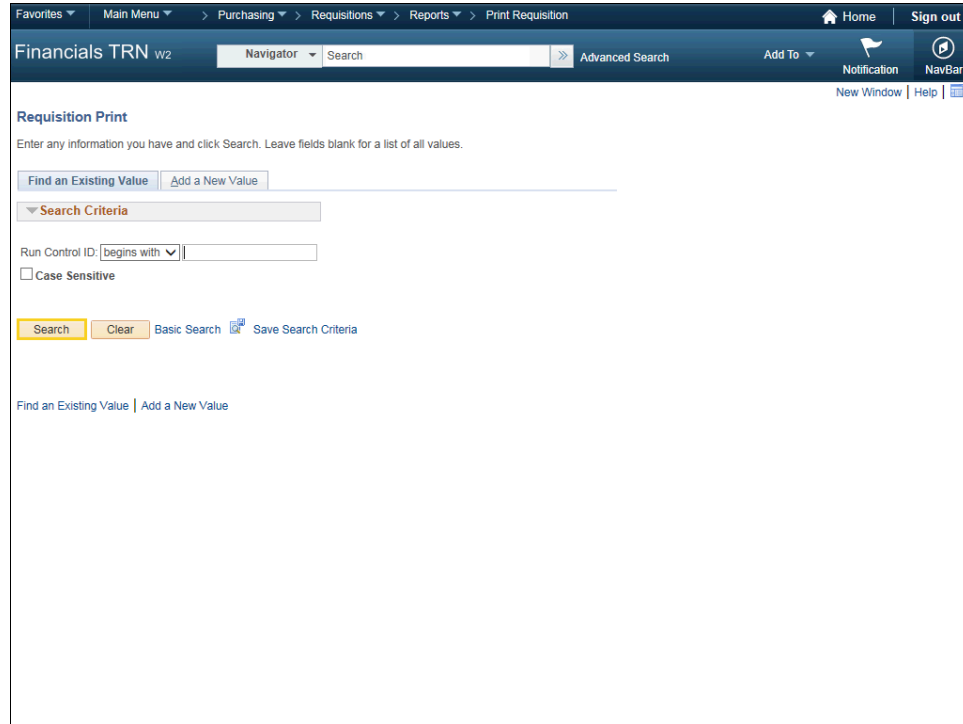 Favorites Main Menu > Purchasing > Requisitions > Reports > Print Requisition Home Sign out
Financials TRN W2 Navigator Search » Advanced Search Add To Notification NavBar
New Window | Help |
Requisition Print
Enter any information you have and click Search. Leave fields blank for a list of all values.
Find an Existing Value Add a New Value
Search Criteria
Run Control ID: begins with
Case Sensitive
Search Clear Basic Search Save Search Criteria
Find an Existing Value | Add a New Value